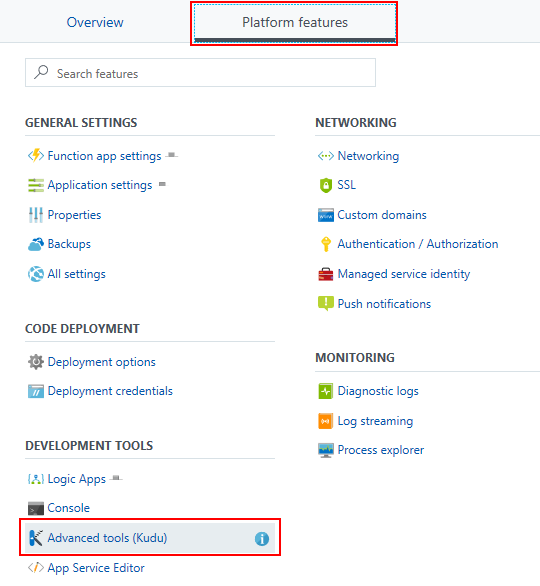 Overview
Platform features
Search features
GENERAL SETTINGS
Function app settings
Application settings
Properties
Backups
All settings
CODE DEPLOYMENT
Deployment options
Deployment credentials
DEVELOPMENT TOOLS
Logic Apps
Console
Advanced tools (Kudu)
App Service Editor
NETWORKING
Networking
SSL
Custom domains
Authentication / Authorization
Managed service identity
Push notifications
MONITORING
Diagnostic logs
Log streaming
Process explorer